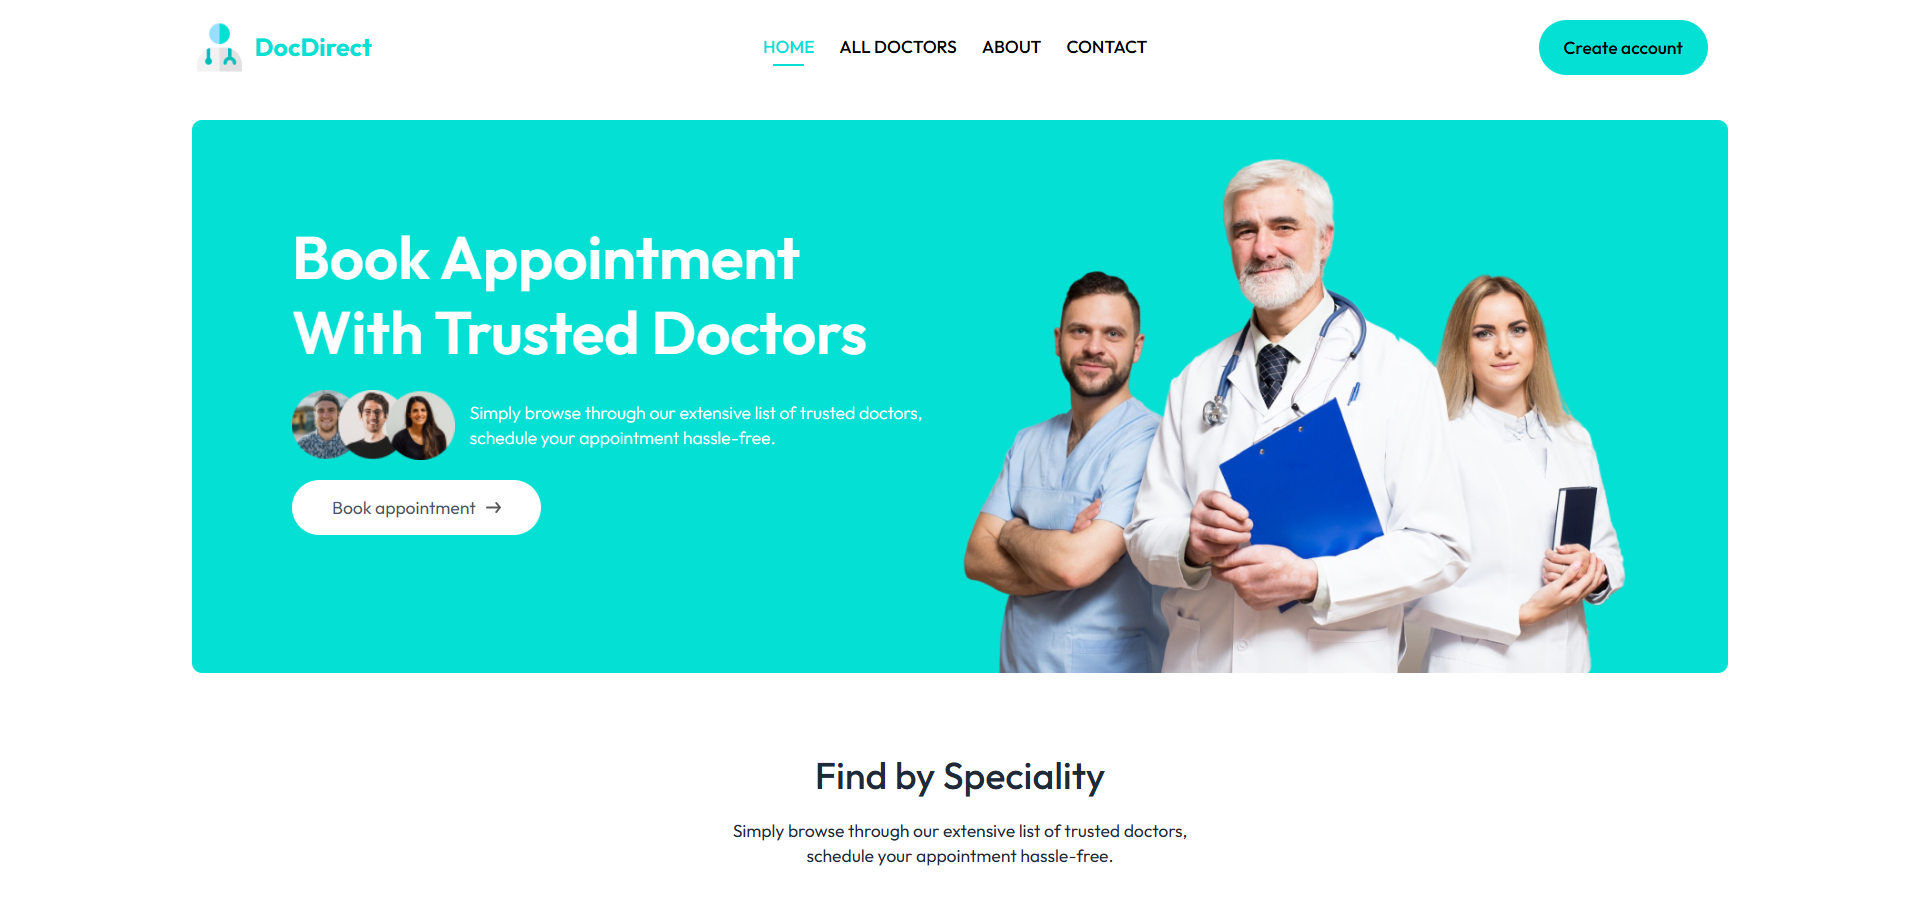 DocDirect
HOME
ALL DOCTORS
ABOUT
CONTACT
Create account
Book Appointment
With Trusted Doctors
Simply browse through our extensive list of trusted doctors,
schedule your appointment hassle-free.
Book appointment →
Find by Speciality
Simply browse through our extensive list of trusted doctors,
schedule your appointment hassle-free.